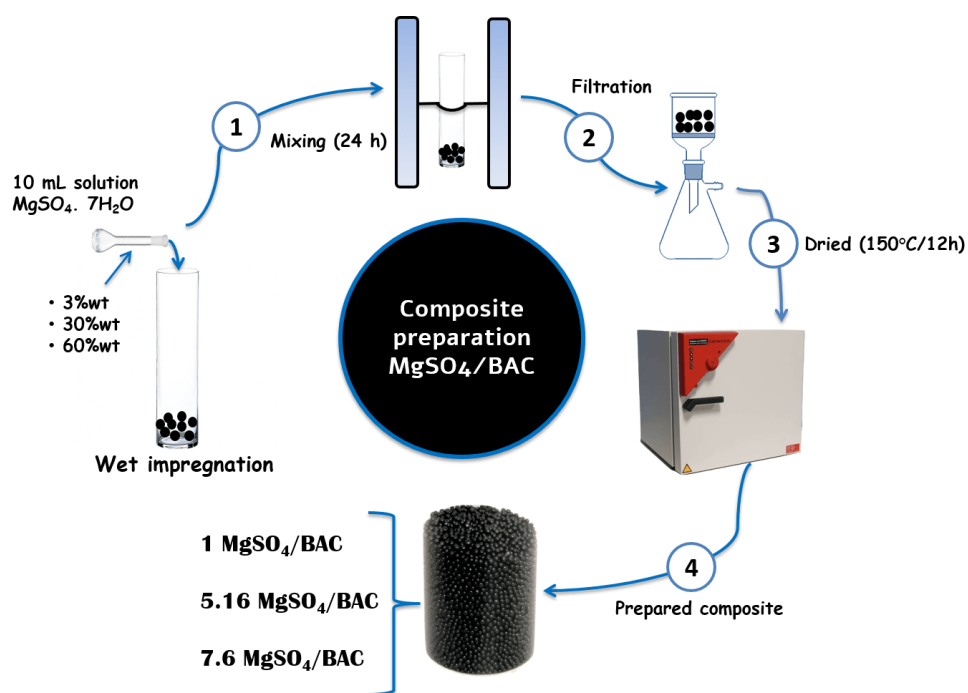 1
Mixing (24 h)
Filtration
2
10 mL solution
MgSO₄. 7H₂O
• 3%wt
• 30%wt
• 60%wt
Wet impregnation
3
Dried (150°C/12h)
Composite
preparation
MgSO4/BAC
4
Prepared composite
1 MgSO₄/BAC
5.16 MgSO₄/BAC
7.6 MgSO₄/BAC